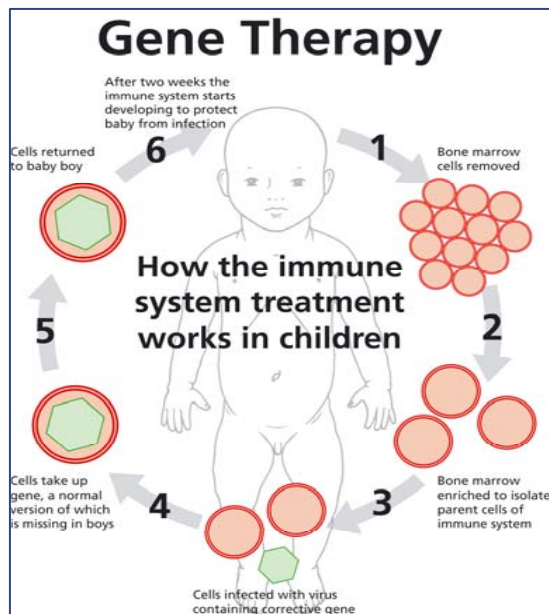 Gene Therapy
After two weeks the
immune system starts
developing to protect
baby from infection
6
1
Cells returned
to baby boy
Bone marrow
cells removed
How the immune
system treatment
works in children
5
2
Cells take up
gene, a normal
version of which
is missing in boys
4
3
Bone marrow
enriched to isolate
parent cells of
immune system
Cells infected with virus
containing corrective gene